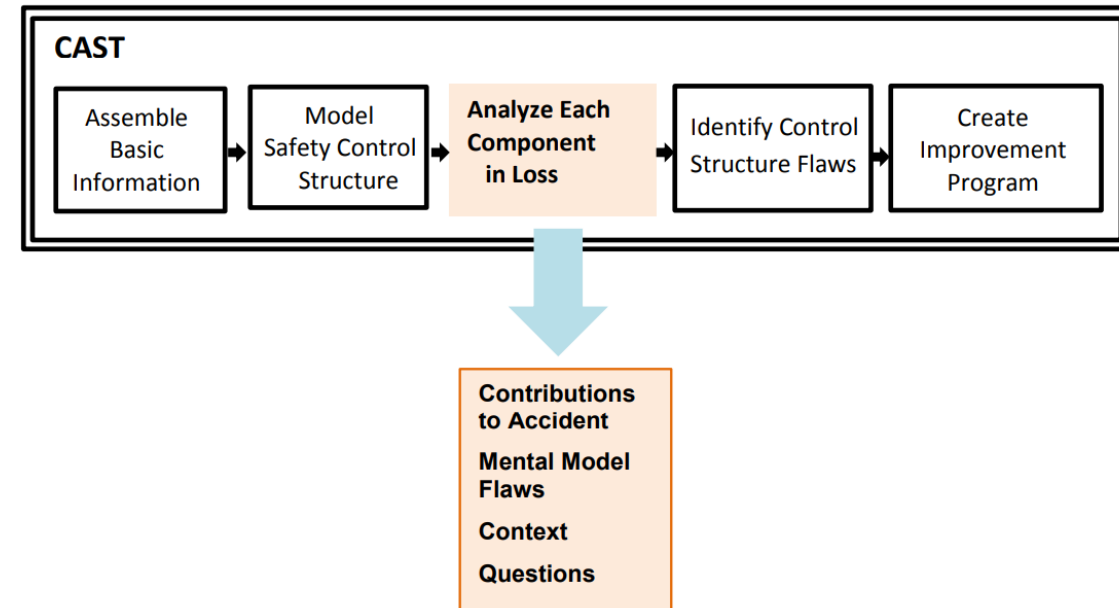 CAST
Assemble
Basic
Information
Model
Safety Control
Structure
Analyze Each
Component
in Loss
Identify Control
Structure Flaws
Create
Improvement
Program
Contributions
to Accident
Mental Model
Flaws
Context
Questions